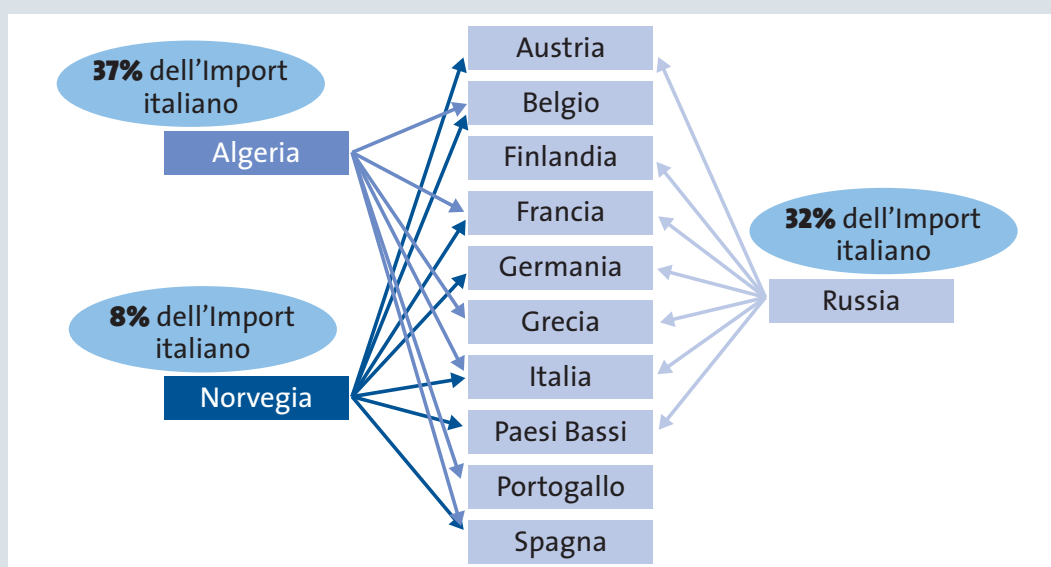 37% dell'Import
italiano
Algeria
8% dell'Import
italiano
Norvegia
Austria
Belgio
Finlandia
Francia
Germania
Grecia
Italia
Paesi Bassi
Portogallo
Spagna
32% dell'Import
italiano
Russia